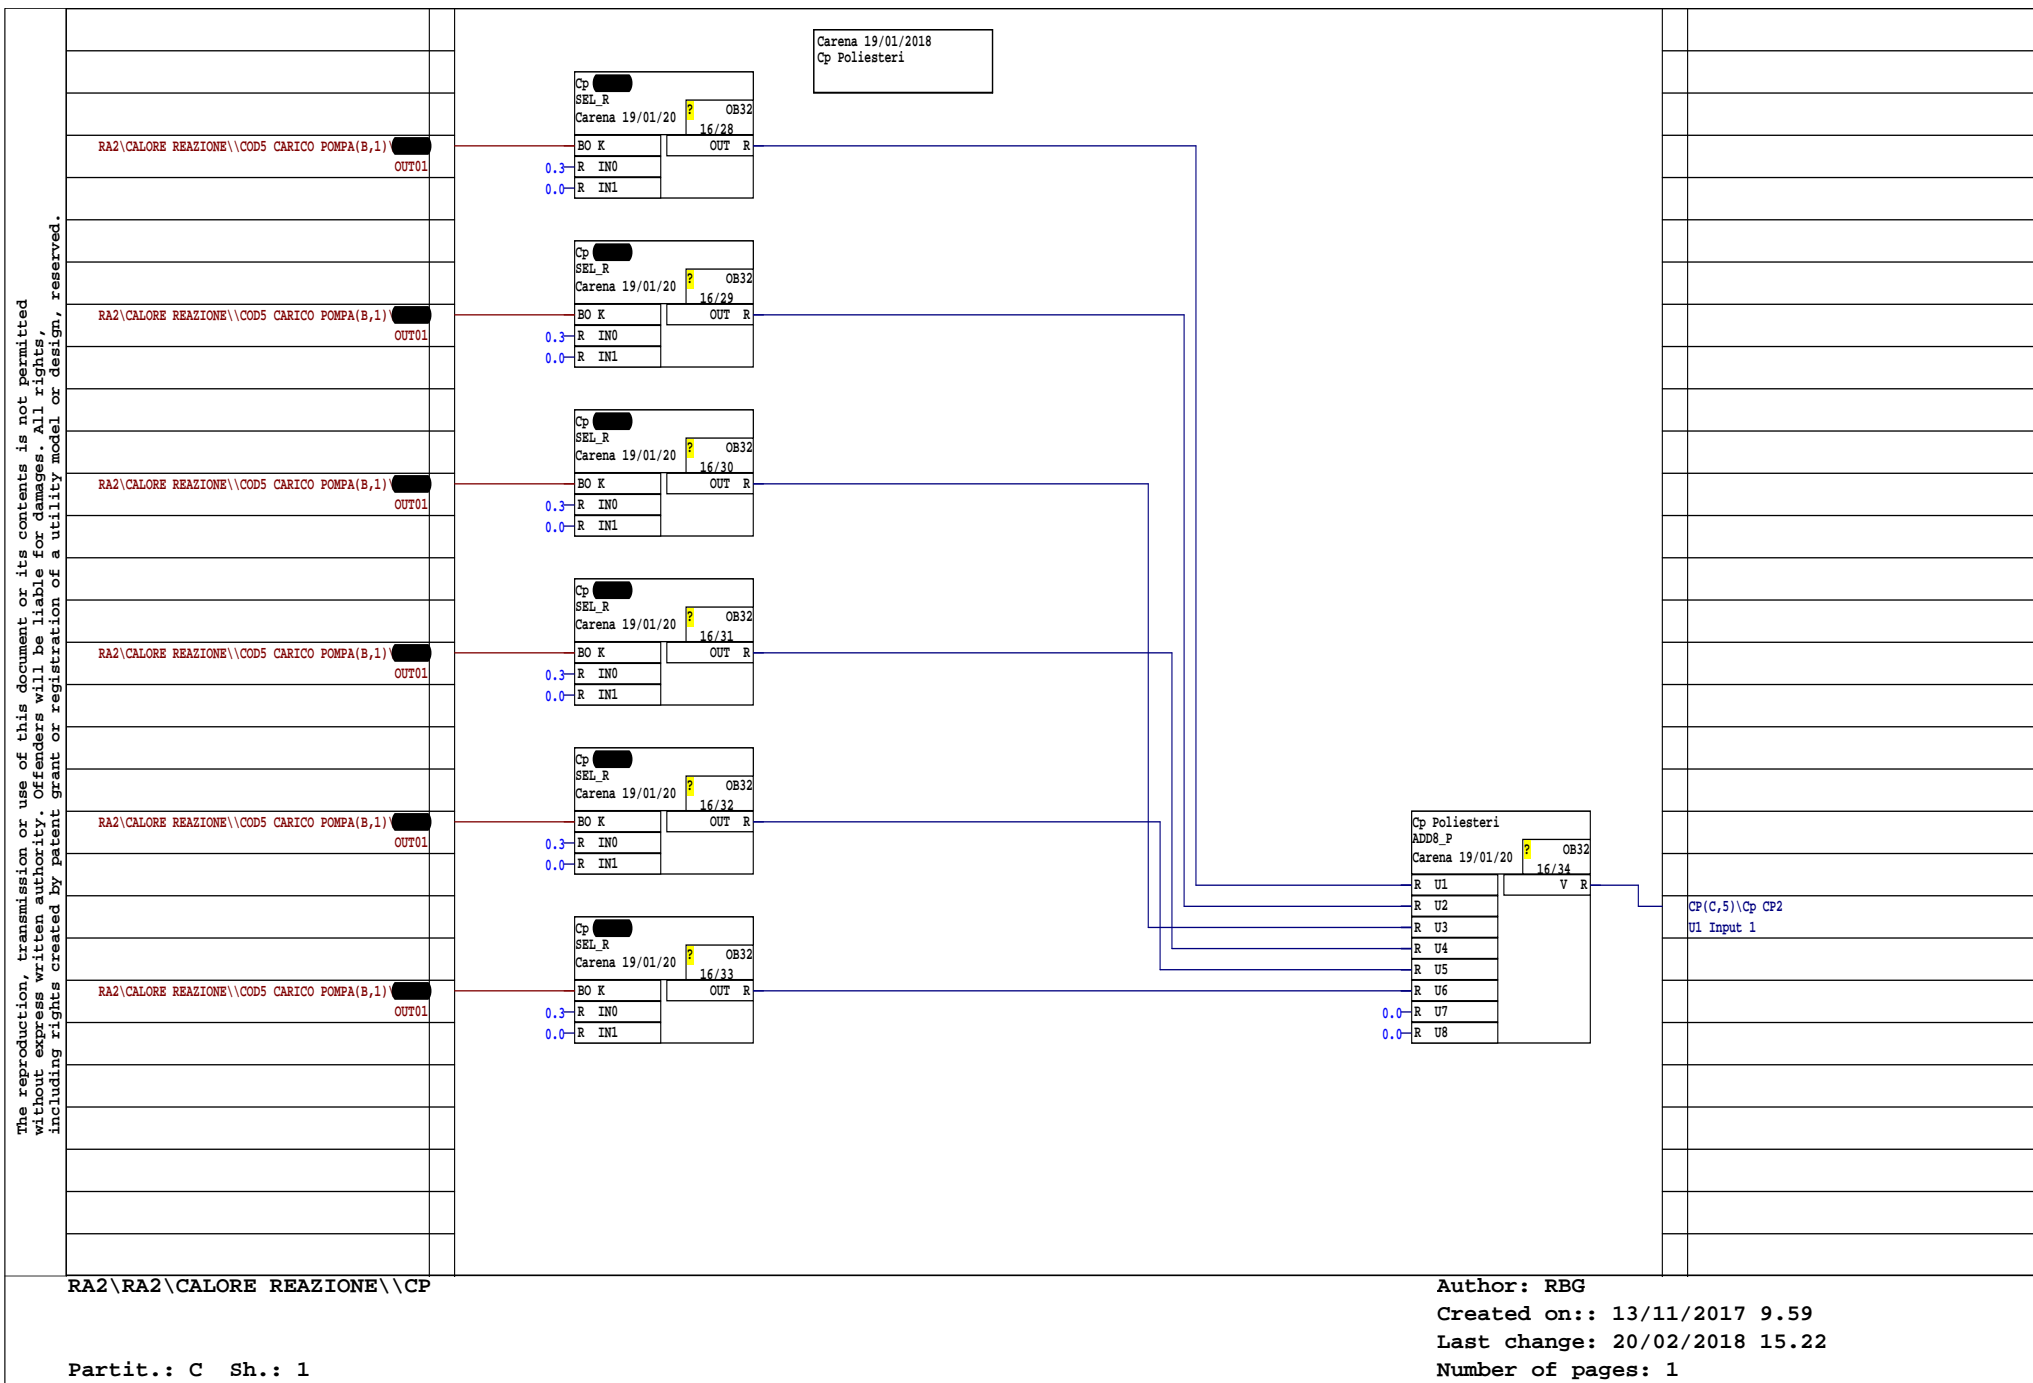 The reproduction, transmission or use of this document or its contents is not permitted
without express written authority. Offenders will be liable for damages. All rights,
including rights created by patent grant or registration of a utility model or design, reserved.
Carena 19/01/2018
Cp Poliesteri
Cp
SEL_R
Carena 19/01/20
? OB32
16/28
RA2\CALORE REAZIONE\\COD5 CARICO POMPA(B,1)\
OUT01
BO K OUT R
0.3 R IN0
0.0 R IN1
Cp
SEL_R
Carena 19/01/20
? OB32
16/29
RA2\CALORE REAZIONE\\COD5 CARICO POMPA(B,1)\
OUT01
BO K OUT R
0.3 R IN0
0.0 R IN1
Cp
SEL_R
Carena 19/01/20
? OB32
16/30
RA2\CALORE REAZIONE\\COD5 CARICO POMPA(B,1)\
OUT01
BO K OUT R
0.3 R IN0
0.0 R IN1
Cp
SEL_R
Carena 19/01/20
? OB32
16/31
RA2\CALORE REAZIONE\\COD5 CARICO POMPA(B,1)\
OUT01
BO K OUT R
0.3 R IN0
0.0 R IN1
Cp
SEL_R
Carena 19/01/20
? OB32
16/32
RA2\CALORE REAZIONE\\COD5 CARICO POMPA(B,1)\
OUT01
BO K OUT R
0.3 R IN0
0.0 R IN1
Cp
SEL_R
Carena 19/01/20
? OB32
16/33
RA2\CALORE REAZIONE\\COD5 CARICO POMPA(B,1)\
OUT01
BO K OUT R
0.3 R IN0
0.0 R IN1
Cp Poliesteri
ADD8_P
Carena 19/01/20
? OB32
16/34
R U1 V R
R U2
R U3
R U4
R U5
R U6
0.0 R U7
0.0 R U8
CP(C,5)\Cp CP2
U1 Input 1
RA2\RA2\CALORE REAZIONE\\CP
Partit.: C Sh.: 1
Author: RBG
Created on:: 13/11/2017 9.59
Last change: 20/02/2018 15.22
Number of pages: 1